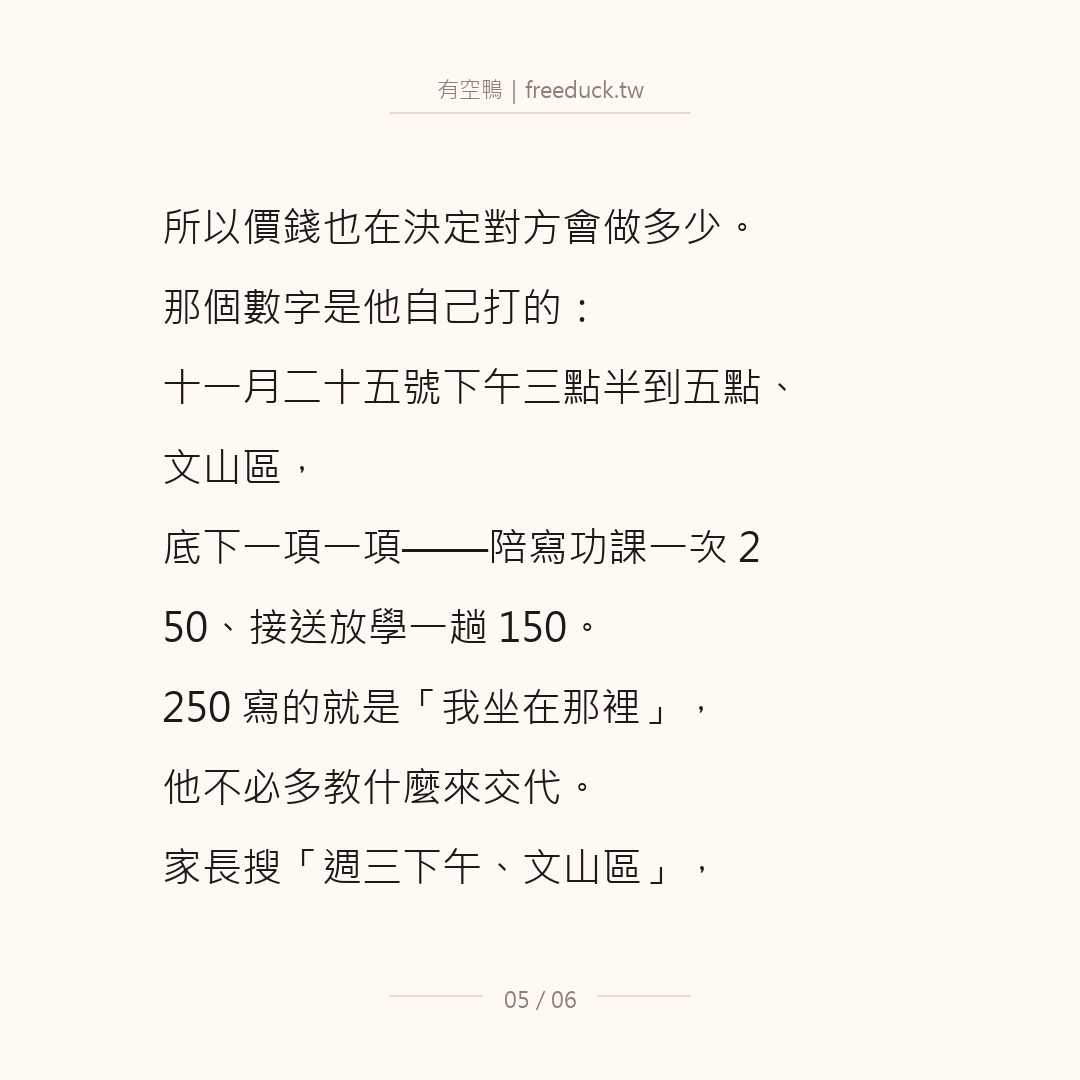 有空鴨｜freeduck.tw
所以價錢也在決定對方會做多少。
那個數字是他自己打的：
十一月二十五號下午三點半到五點、
文山區，
底下一項一項——陪寫功課一次 2
50、接送放學一趟 150。
250 寫的就是「我坐在那裡」，
他不必多教什麼來交代。
家長搜「週三下午、文山區」，
05 / 06